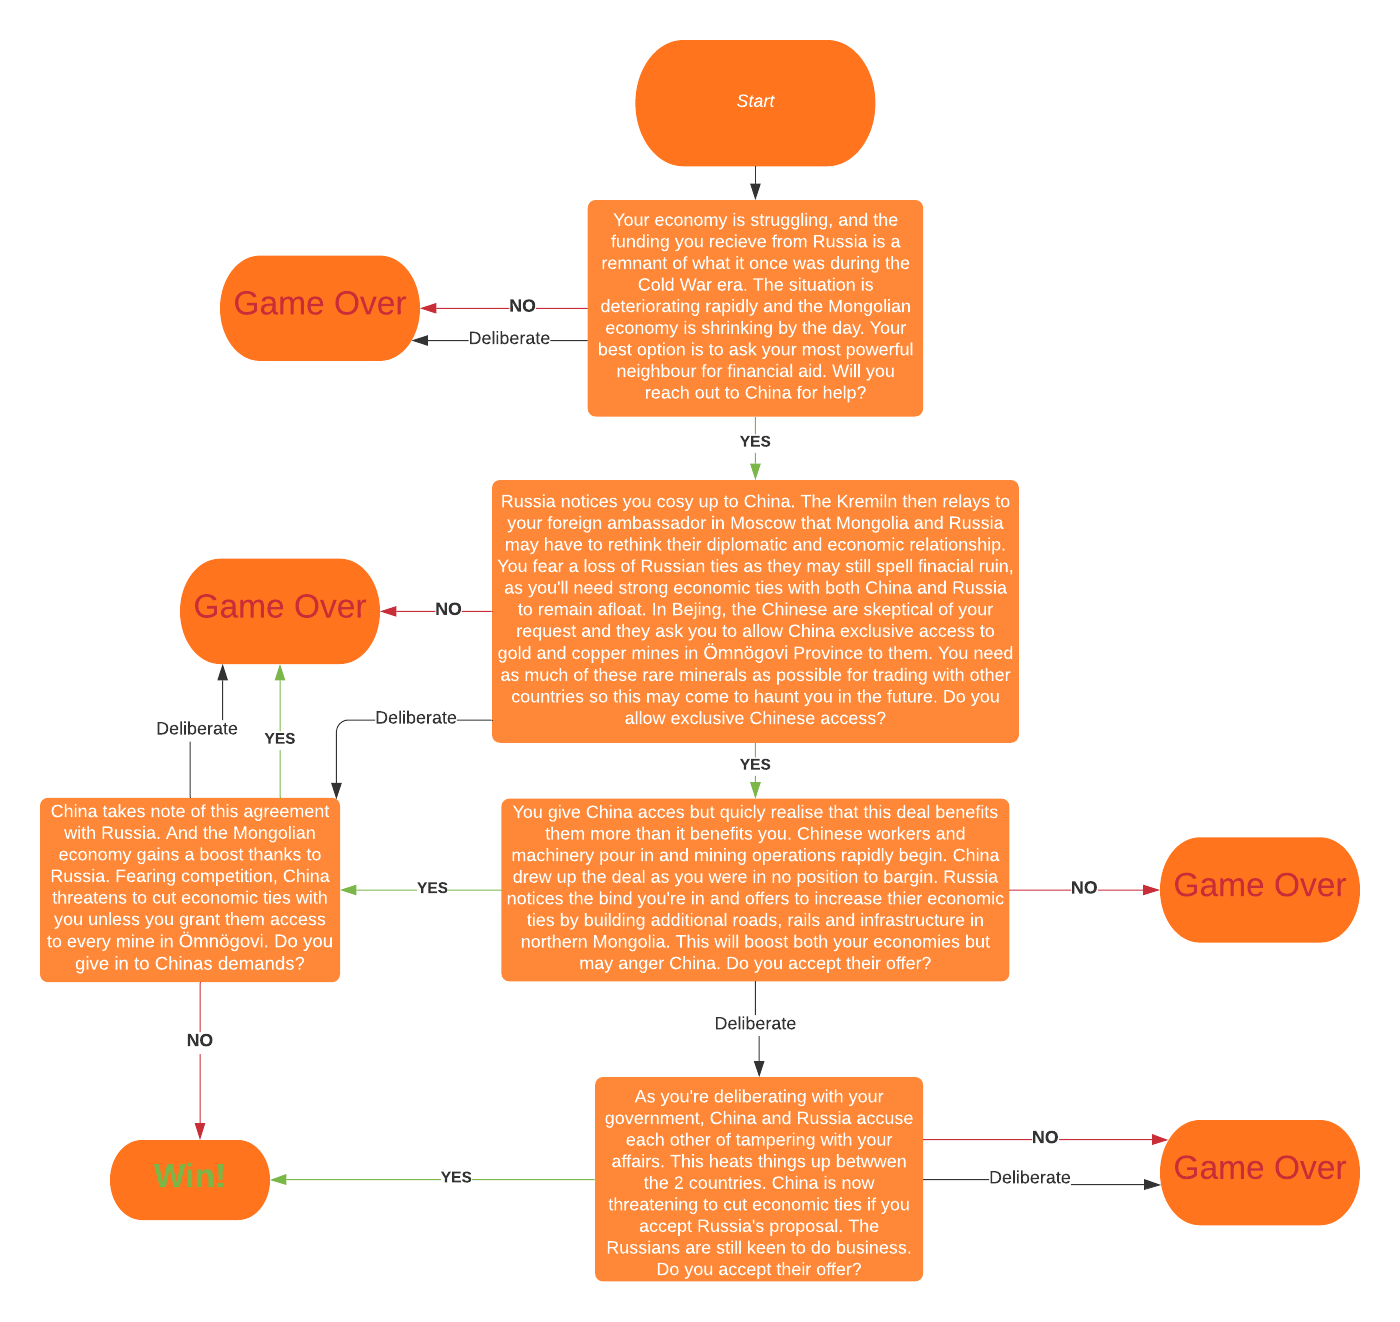 Start
Your economy is struggling, and the
funding you recieve from Russia is a
remnant of what it once was during the
Cold War era. The situation is
deteriorating rapidly and the Mongolian
economy is shrinking by the day. Your
best option is to ask your most powerful
neighbour for financial aid. Will you
reach out to China for help?
Game Over
NO
Deliberate
YES
Russia notices you cosy up to China. The Kremiln then relays to
your foreign ambassador in Moscow that Mongolia and Russia
may have to rethink their diplomatic and economic relationship.
You fear a loss of Russian ties as they may still spell finacial ruin,
as you'll need strong economic ties with both China and Russia
to remain afloat. In Bejing, the Chinese are skeptical of your
request and they ask you to allow China exclusive access to
gold and copper mines in Ömnögovi Province to them. You need
as much of these rare minerals as possible for trading with other
countries so this may come to haunt you in the future. Do you
allow exclusive Chinese access?
Game Over
NO
Deliberate
Deliberate
YES
YES
China takes note of this agreement
with Russia. And the Mongolian
economy gains a boost thanks to
Russia. Fearing competition, China
threatens to cut economic ties with
you unless you grant them access
to every mine in Ömnögovi. Do you
give in to Chinas demands?
YES
You give China acces but quicly realise that this deal benefits
them more than it benefits you. Chinese workers and
machinery pour in and mining operations rapidly begin. China
drew up the deal as you were in no position to bargin. Russia
notices the bind you're in and offers to increase thier economic
ties by building additional roads, rails and infrastructure in
northern Mongolia. This will boost both your economies but
may anger China. Do you accept their offer?
NO
Game Over
Deliberate
NO
As you're deliberating with your
government, China and Russia accuse
each other of tampering with your
affairs. This heats things up betwwen
the 2 countries. China is now
threatening to cut economic ties if you
accept Russia's proposal. The
Russians are still keen to do business.
Do you accept their offer?
NO
Deliberate
Game Over
YES
Win!